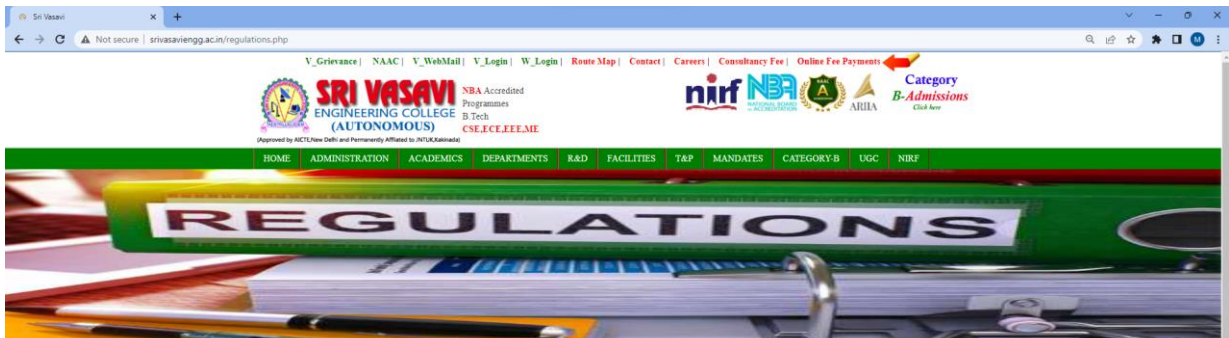 Sri Vasavi
Not secure | srivasaviengg.ac.in/regulations.php
M
V_Grievance | NAAC | V_WebMail | V_Login | W_Login | Route Map | Contact | Careers | Consultancy Fee | Online Fee Payments
SRI VASAVI
ENGINEERING COLLEGE
(AUTONOMOUS)
(Approved by AICTE,New Delhi and Permanently Affliated to JNTUK,Kakinada)
NBA Accredited
Programmes
B.Tech
CSE,ECE,EEE,ME
nirf
NBA
NATIONAL BOARD
of ACCREDITATION
A
ARIIA
Category
B-Admissions
Click here
HOME ADMINISTRATION ACADEMICS DEPARTMENTS R&D FACILITIES T&P MANDATES CATEGORY-B UGC NIRF
REGULATIONS